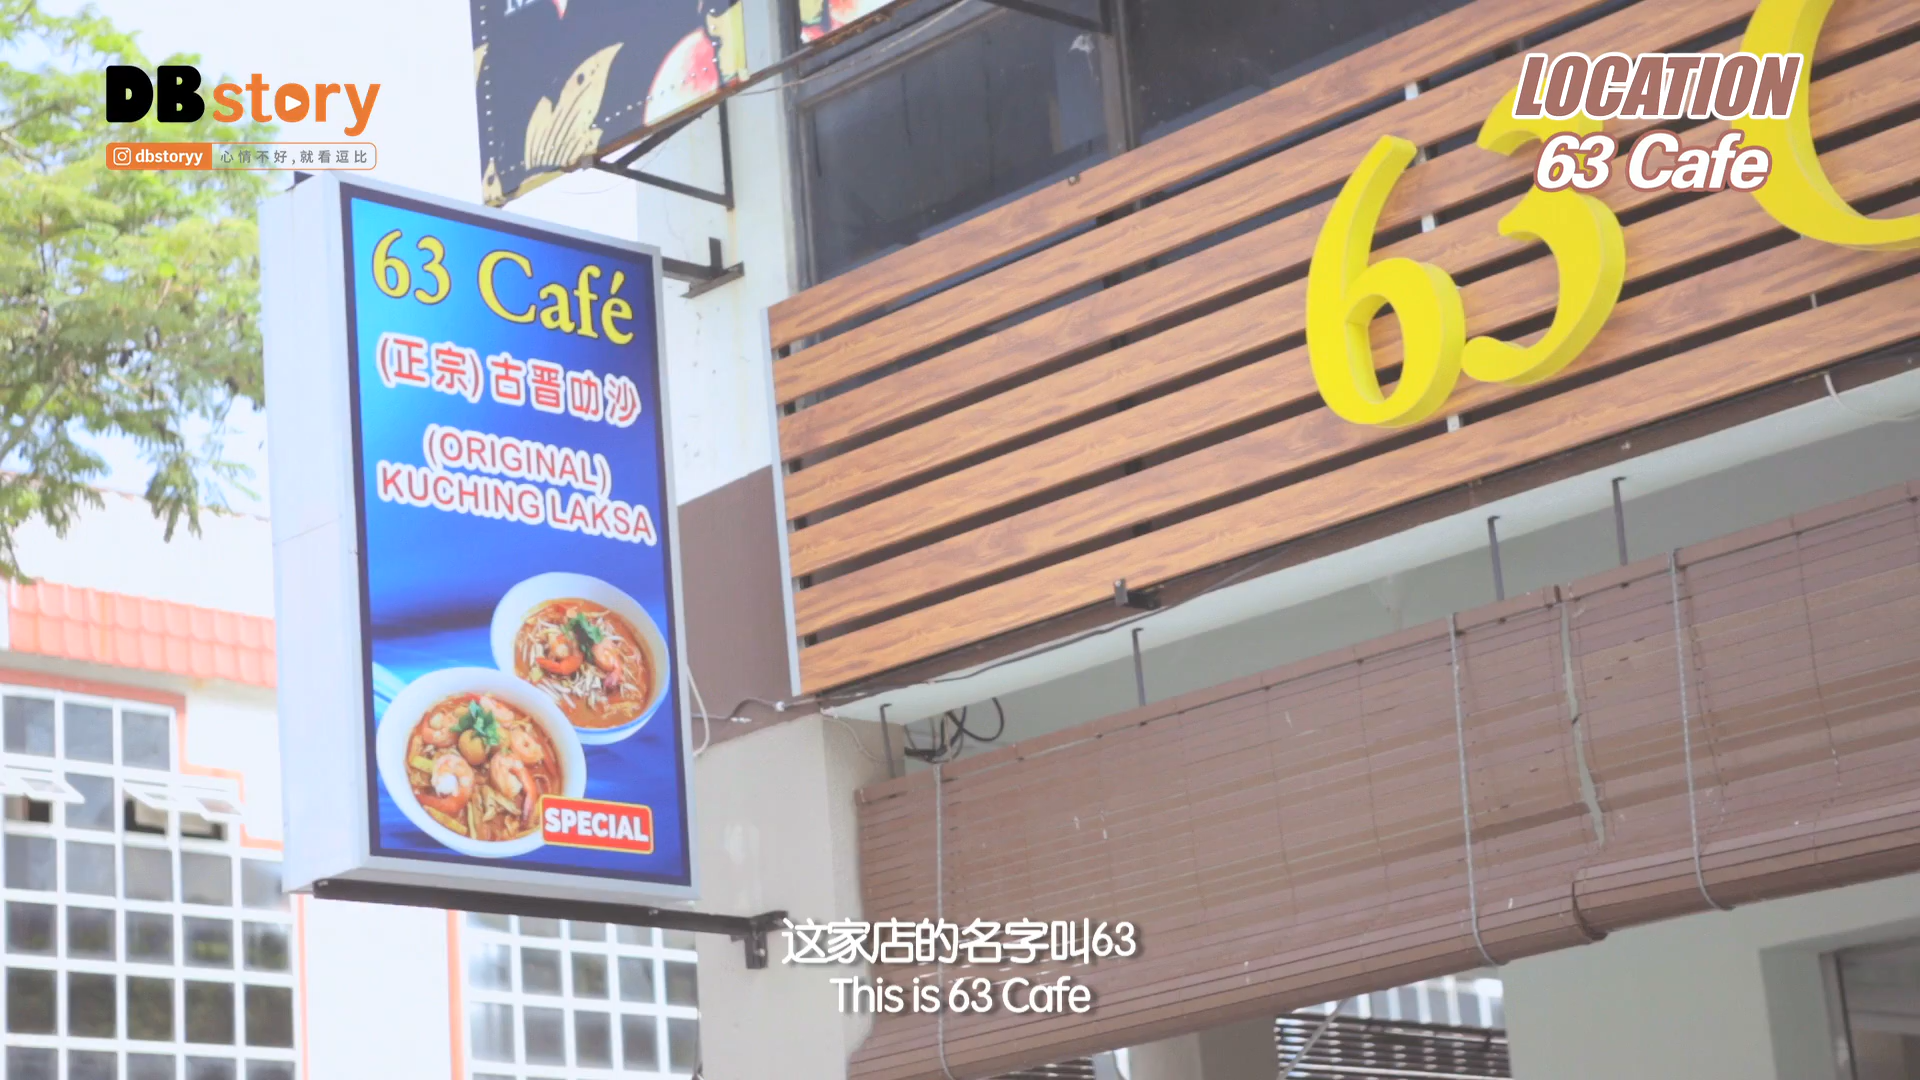 DBstory
dbstoryy 心情不好,就看逗比
LOCATION
63 Cafe
63 Café
(正宗)古晋叻沙
(ORIGINAL)
KUCHING LAKSA
SPECIAL
63 C
这家店的名字叫63
This is 63 Cafe